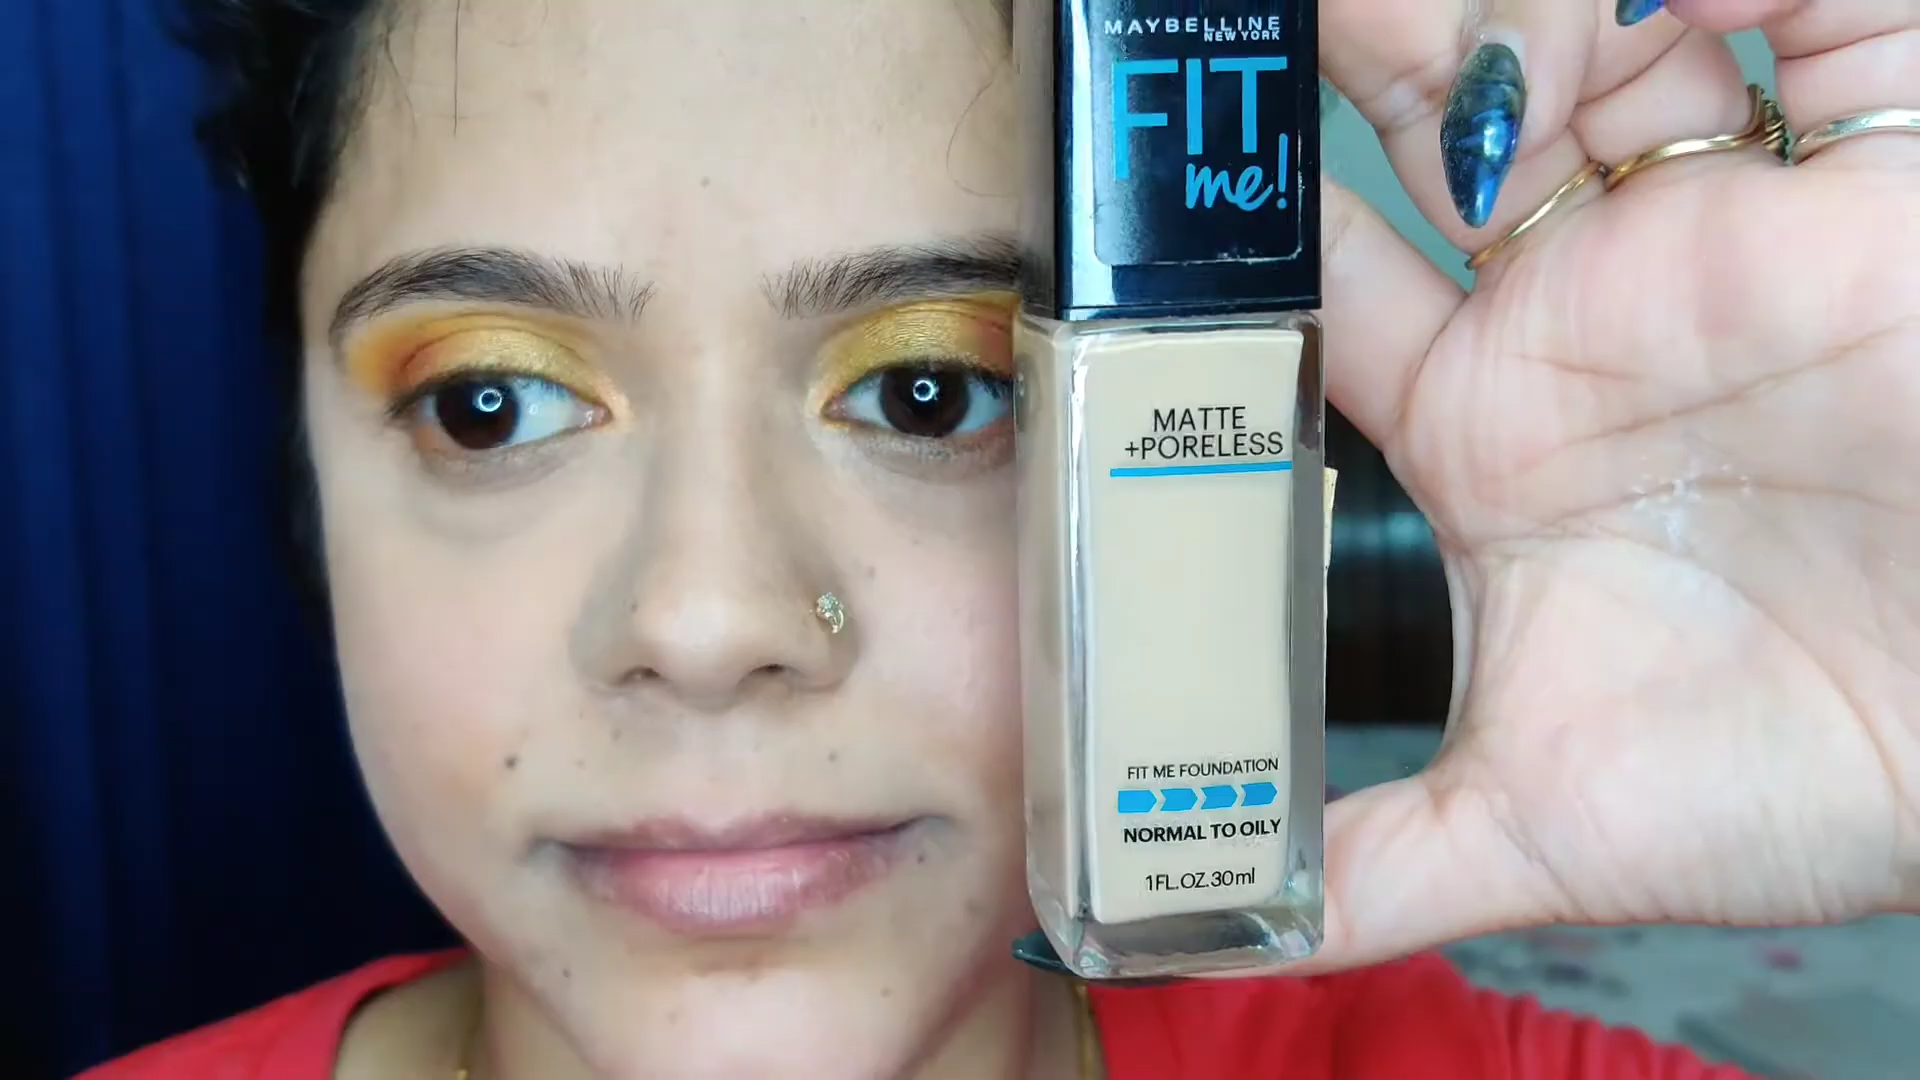 MAYBELLINE
NEW YORK
FIT
me!
MATTE
+PORELESS
FIT ME FOUNDATION
NORMAL TO OILY
1FL.OZ.30ml